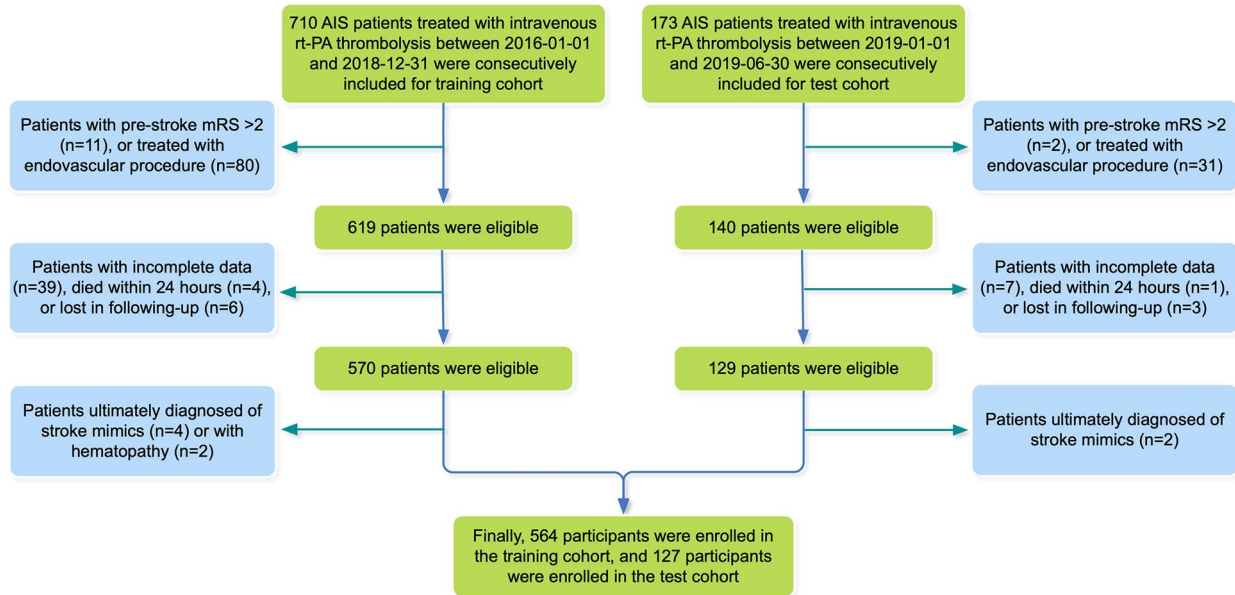 710 AIS patients treated with intravenous
rt-PA thrombolysis between 2016-01-01
and 2018-12-31 were consecutively
included for training cohort
173 AIS patients treated with intravenous
rt-PA thrombolysis between 2019-01-01
and 2019-06-30 were consecutively
included for test cohort
Patients with pre-stroke mRS >2
(n=11), or treated with
endovascular procedure (n=80)
Patients with pre-stroke mRS >2
(n=2), or treated with
endovascular procedure (n=31)
619 patients were eligible
140 patients were eligible
Patients with incomplete data
(n=39), died within 24 hours (n=4),
or lost in following-up (n=6)
Patients with incomplete data
(n=7), died within 24 hours (n=1),
or lost in following-up (n=3)
570 patients were eligible
129 patients were eligible
Patients ultimately diagnosed of
stroke mimics (n=4) or with
hematopathy (n=2)
Patients ultimately diagnosed of
stroke mimics (n=2)
Finally, 564 participants were enrolled in
the training cohort, and 127 participants
were enrolled in the test cohort